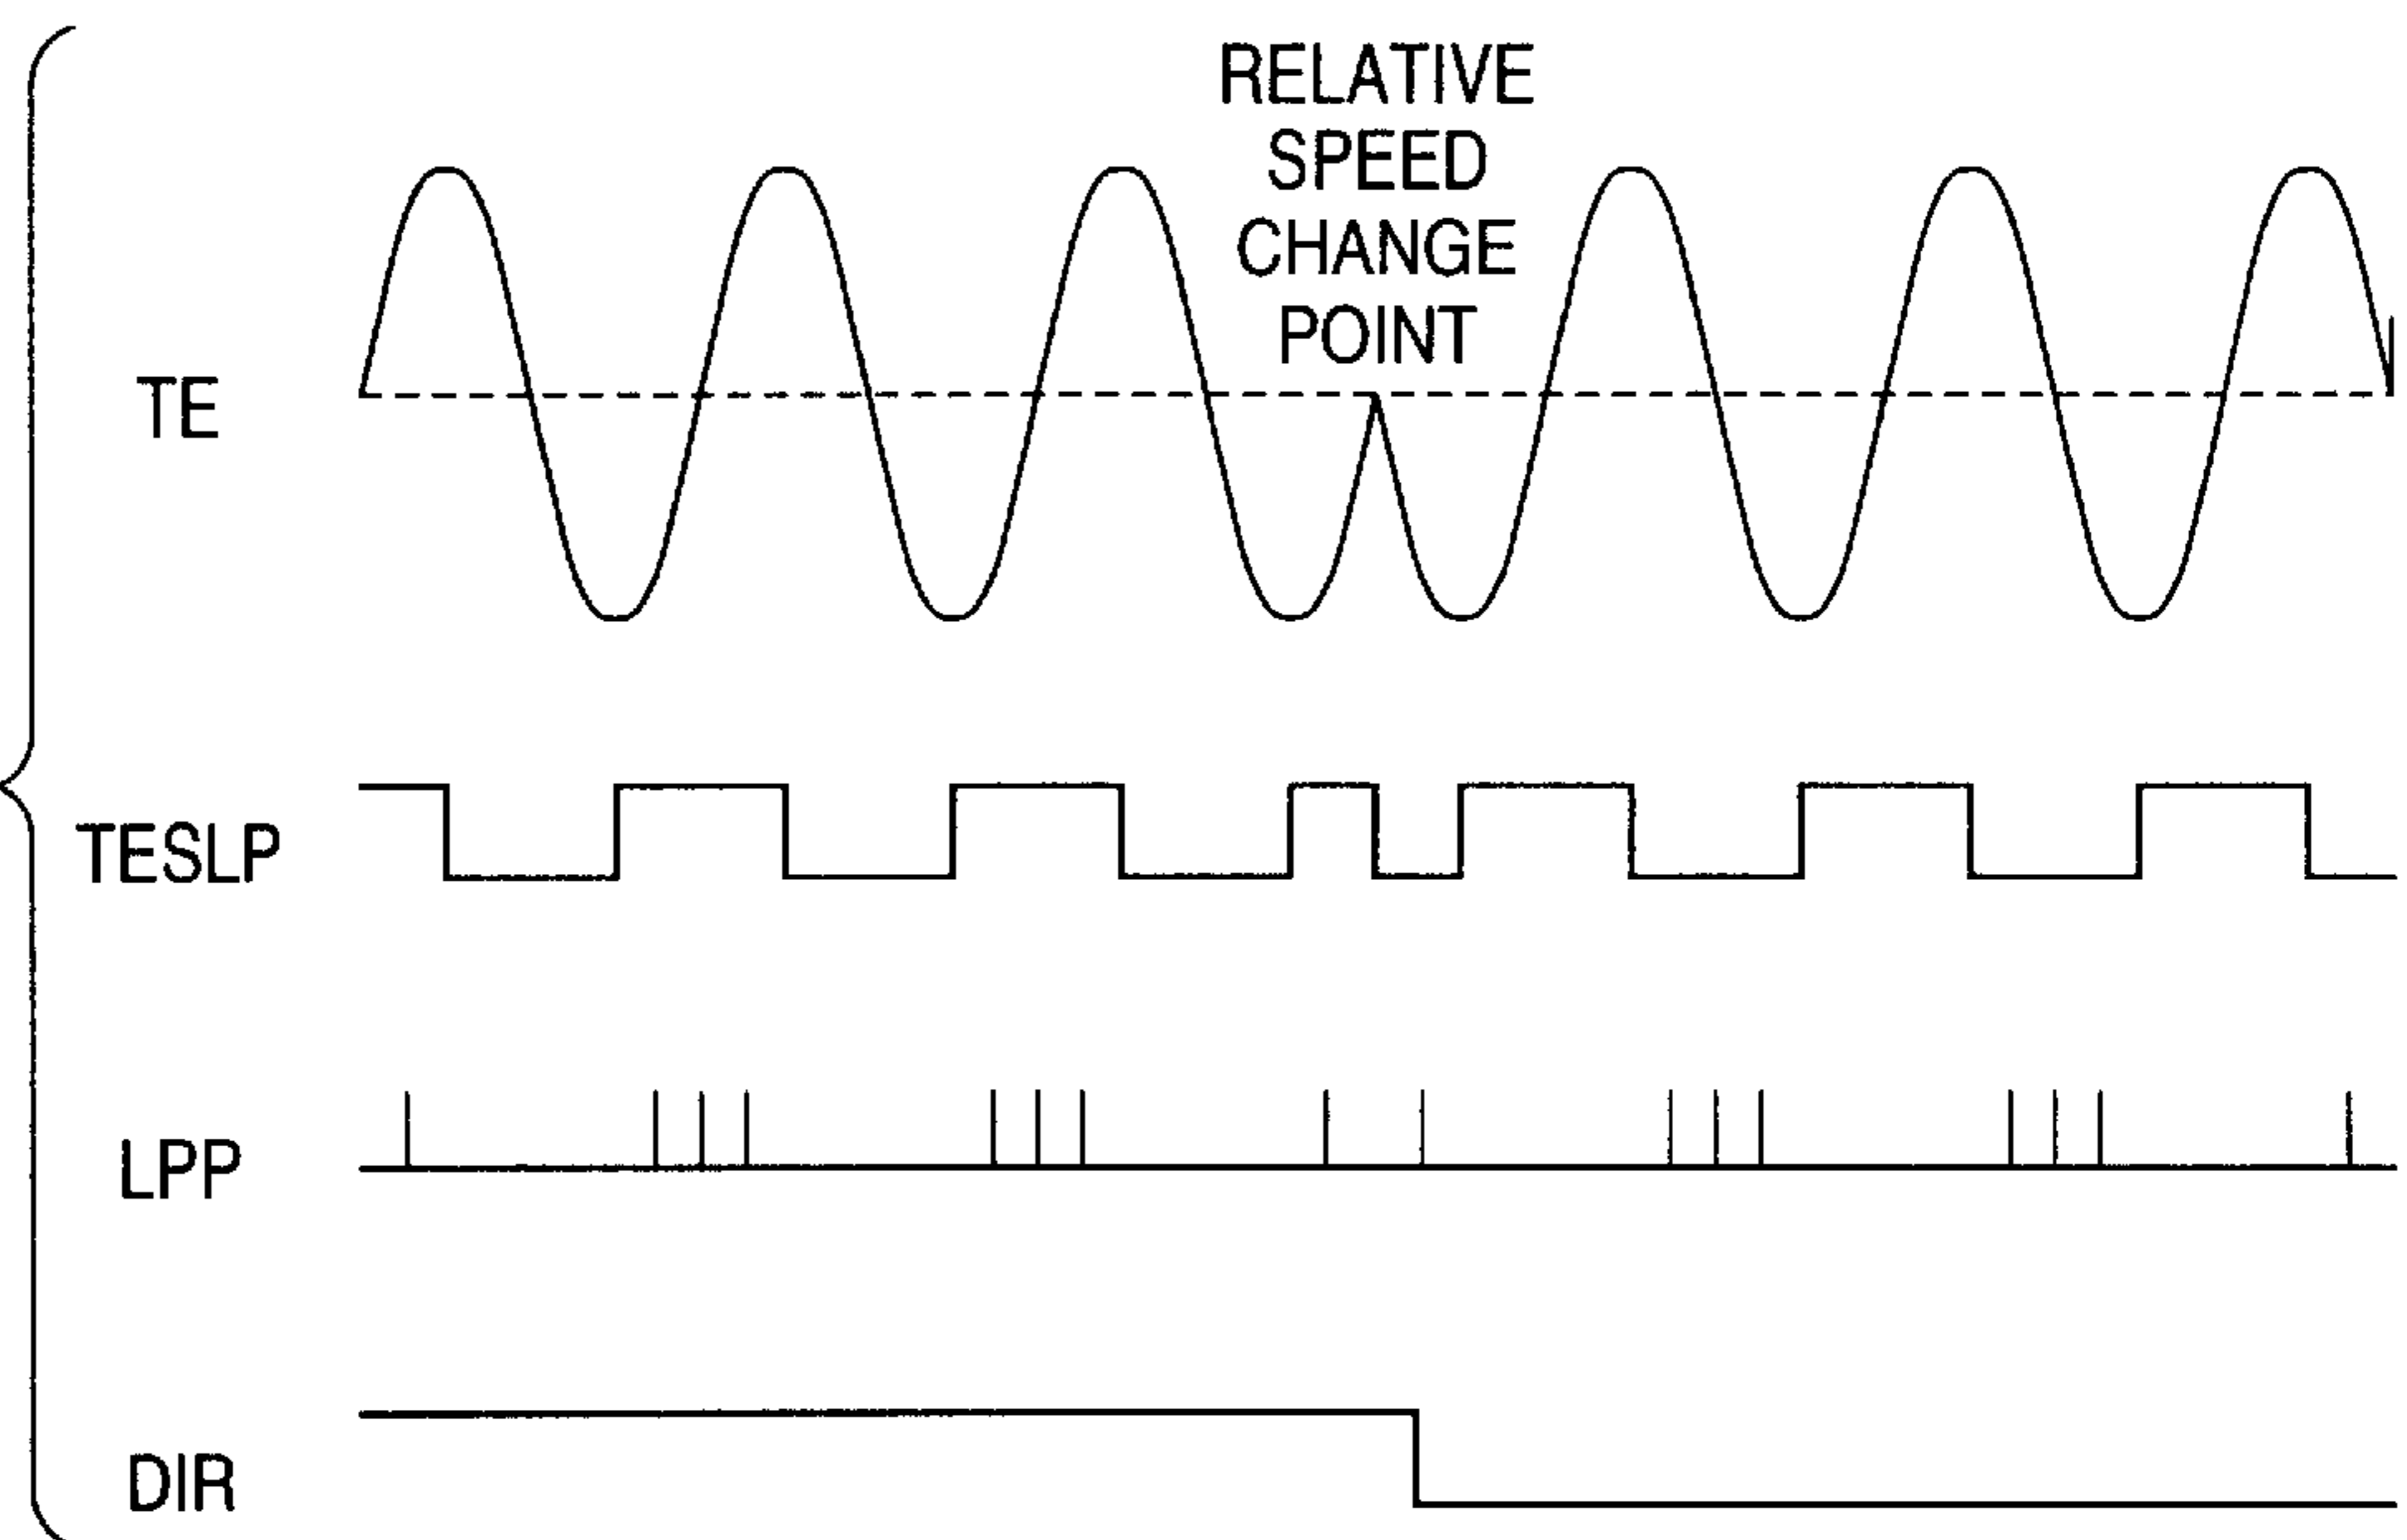 RELATIVE
SPEED
CHANGE
POINT
TE
TESLP
LPP
DIR